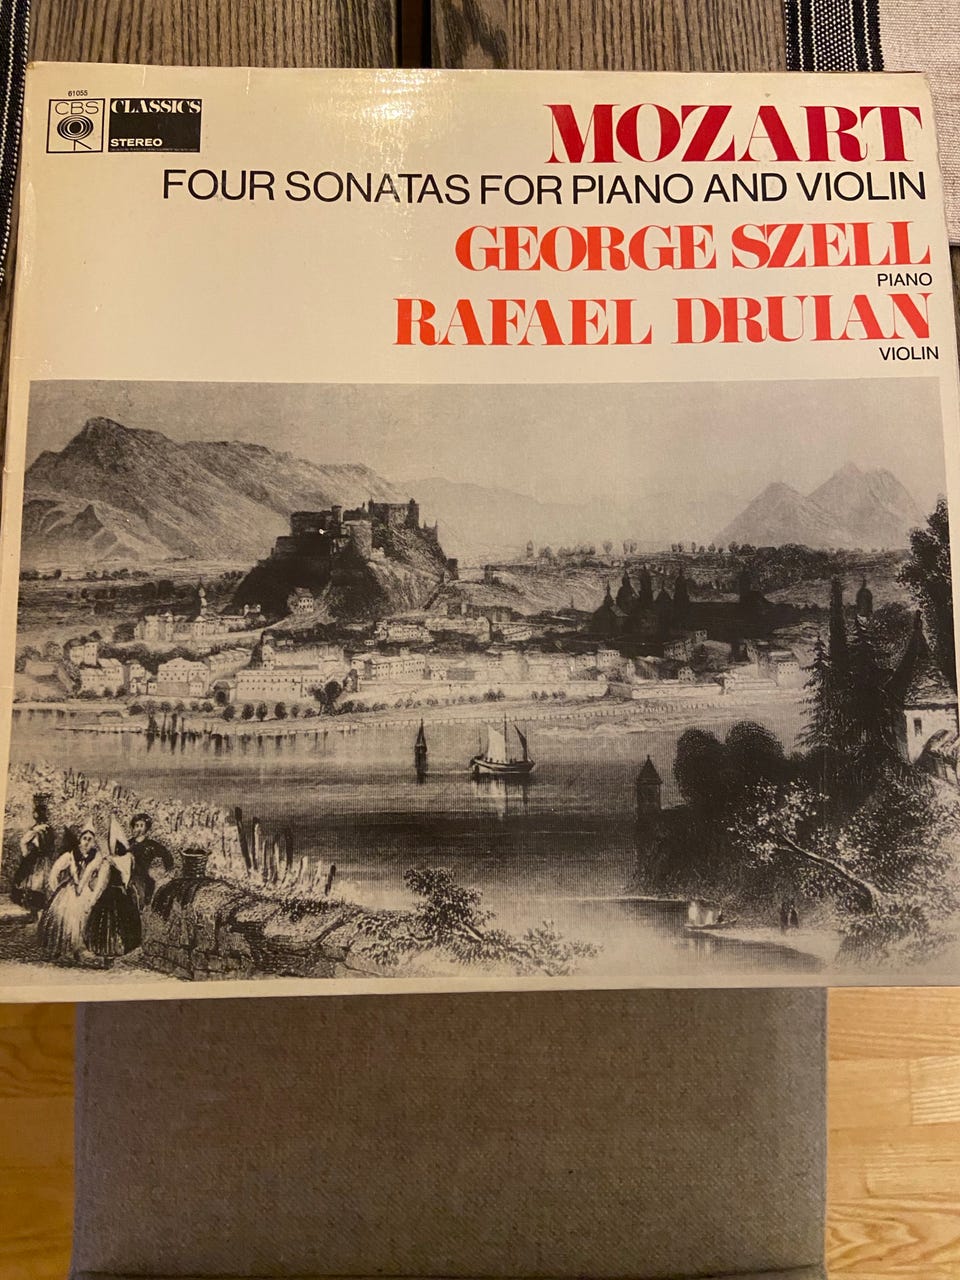 61055
CBS
CLASSICS
STEREO
MOZART
FOUR SONATAS FOR PIANO AND VIOLIN
GEORGE SZELL
PIANO
RAFAEL DRUIAN
VIOLIN